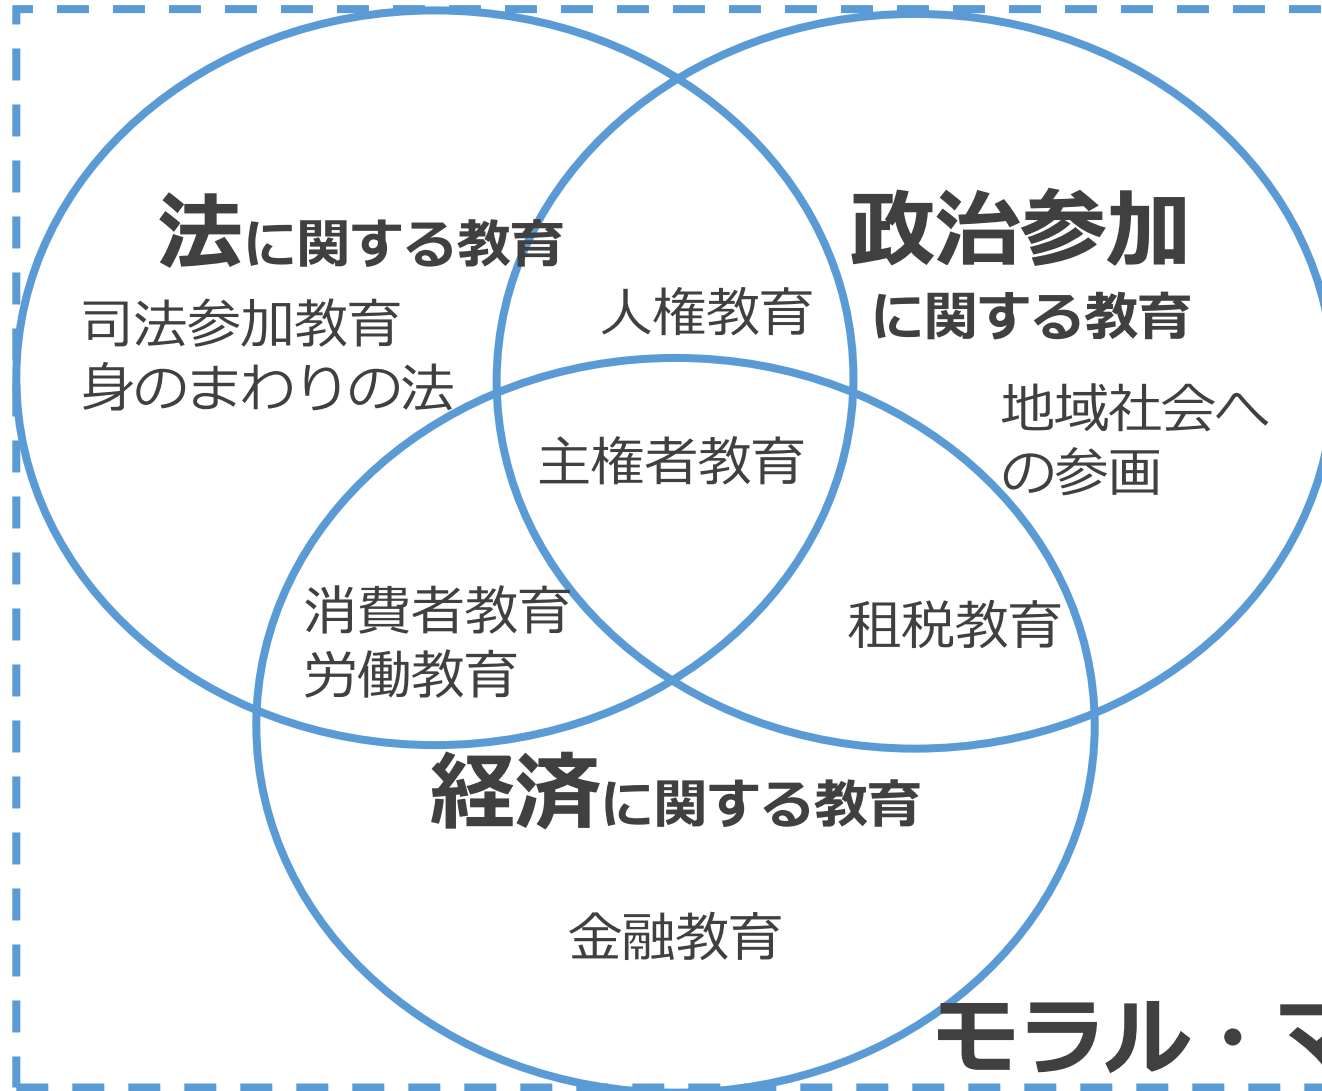 法に関する教育
司法参加教育
身のまわりの法
政治参加
に関する教育
地域社会へ
の参画
人権教育
主権者教育
消費者教育
労働教育
租税教育
経済に関する教育
金融教育
モラル・マ